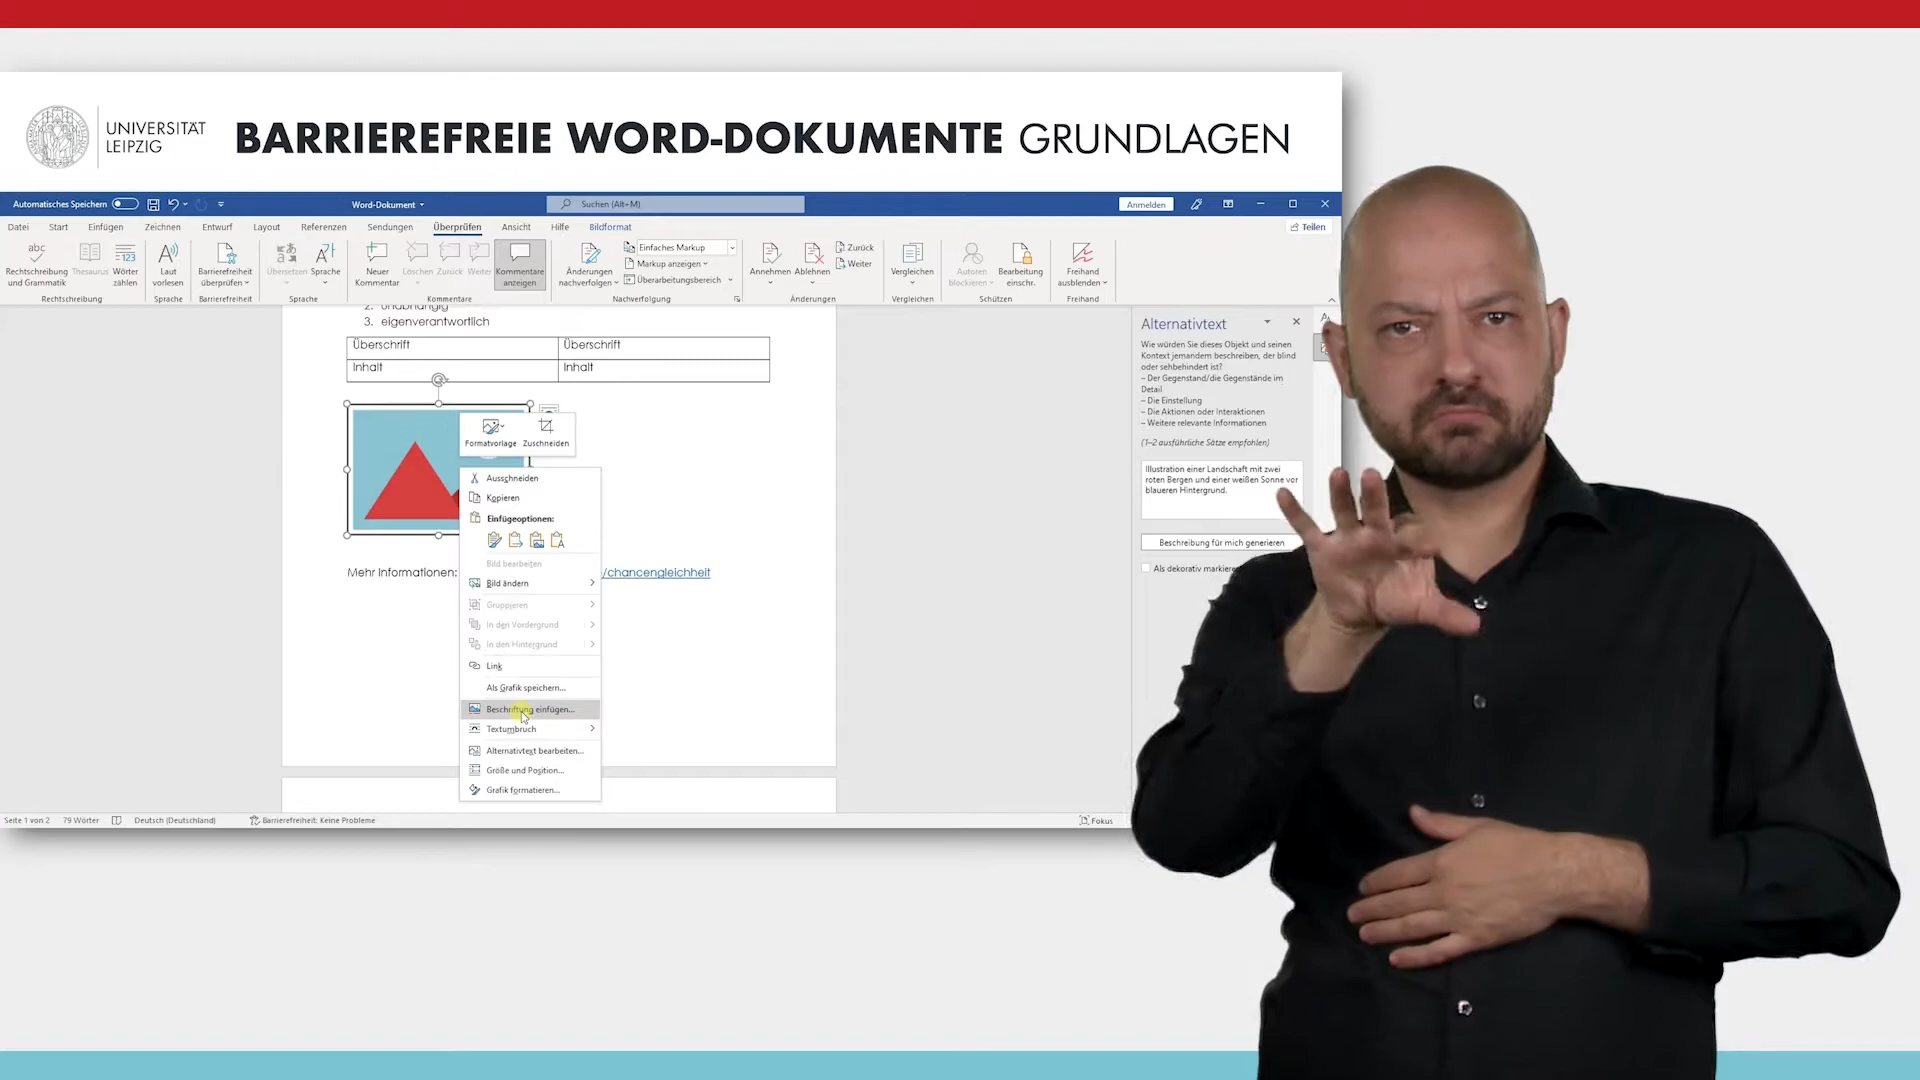 UNIVERSITÄT
LEIPZIG
BARRIEREFREIE WORD-DOKUMENTE GRUNDLAGEN
Automatisches Speichern
Word-Dokument
Suchen (Alt+M)
Anmelden
Datei Start Einfügen Zeichnen Entwurf Layout Referenzen Sendungen Überprüfen Ansicht Hilfe Bildformat
Teilen
Rechtschreibung und Grammatik
Thesaurus
Wörter zählen
Rechtschreibung
Laut vorlesen
Sprache
Barrierefreiheit überprüfen
Barrierefreiheit
Übersetzen
Sprache
Sprache
Neuer Kommentar
Löschen
Zurück
Weiter
Kommentare anzeigen
Kommentare
Änderungen nachverfolgen
Einfaches Markup
Markup anzeigen
Überarbeitungsbereich
Nachverfolgung
Annehmen
Ablehnen
Zurück
Weiter
Änderungen
Vergleichen
Vergleichen
Autoren blockieren
Bearbeitung einschr.
Schützen
Freihand ausblenden
Freihand
2. unabhängig
3. eigenverantwortlich
Überschrift Überschrift
Inhalt Inhalt
Formatvorlage Zuschneiden
Ausschneiden
Kopieren
Einfügeoptionen:
Bild bearbeiten
Bild ändern
Gruppieren
In den Vordergrund
In den Hintergrund
Link
Als Grafik speichern...
Beschriftung einfügen...
Textumbruch
Alternativtext bearbeiten...
Größe und Position...
Grafik formatieren...
Mehr Informationen: /chancengleichheit
Alternativtext
Wie würden Sie dieses Objekt und seinen
Kontext jemandem beschreiben, der blind
oder sehbehindert ist?
– Der Gegenstand/die Gegenstände im
Detail
– Die Einstellung
– Die Aktionen oder Interaktionen
– Weitere relevante Informationen
(1–2 ausführliche Sätze empfohlen)
Illustration einer Landschaft mit zwei
roten Bergen und einer weißen Sonne vor
blaueren Hintergrund.
Beschreibung für mich generieren
Als dekorativ markieren
Seite 1 von 2 79 Wörter Deutsch (Deutschland) Barrierefreiheit: Keine Probleme
Fokus